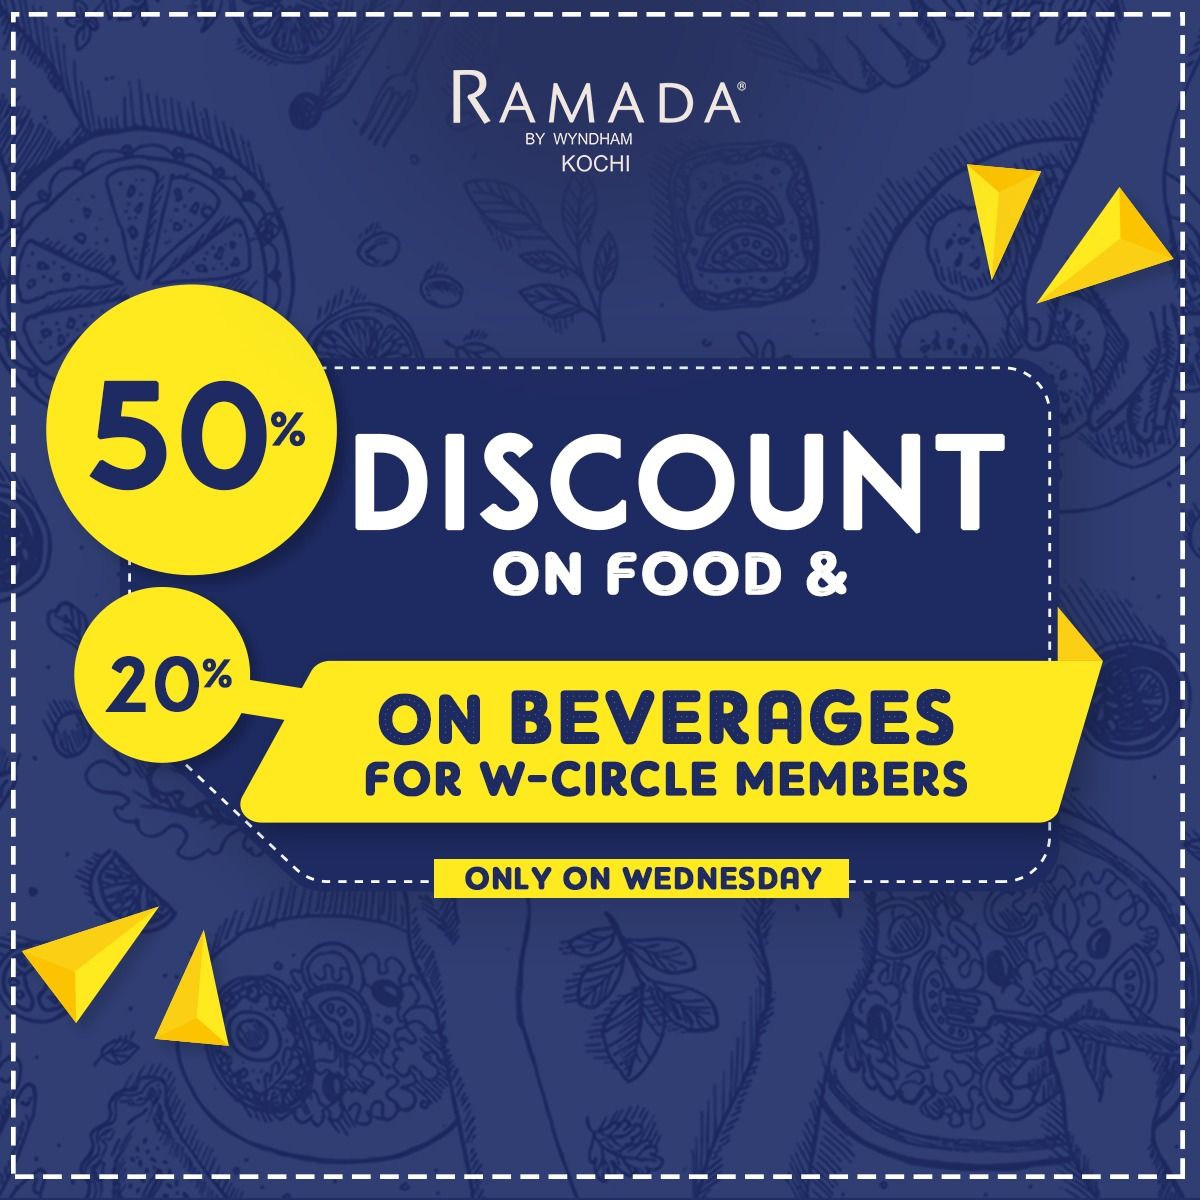 RAMADA®
BY WYNDHAM
KOCHI
50%
DISCOUNT
ON FOOD &
20%
ON BEVERAGES
FOR W-CIRCLE MEMBERS
ONLY ON WEDNESDAY